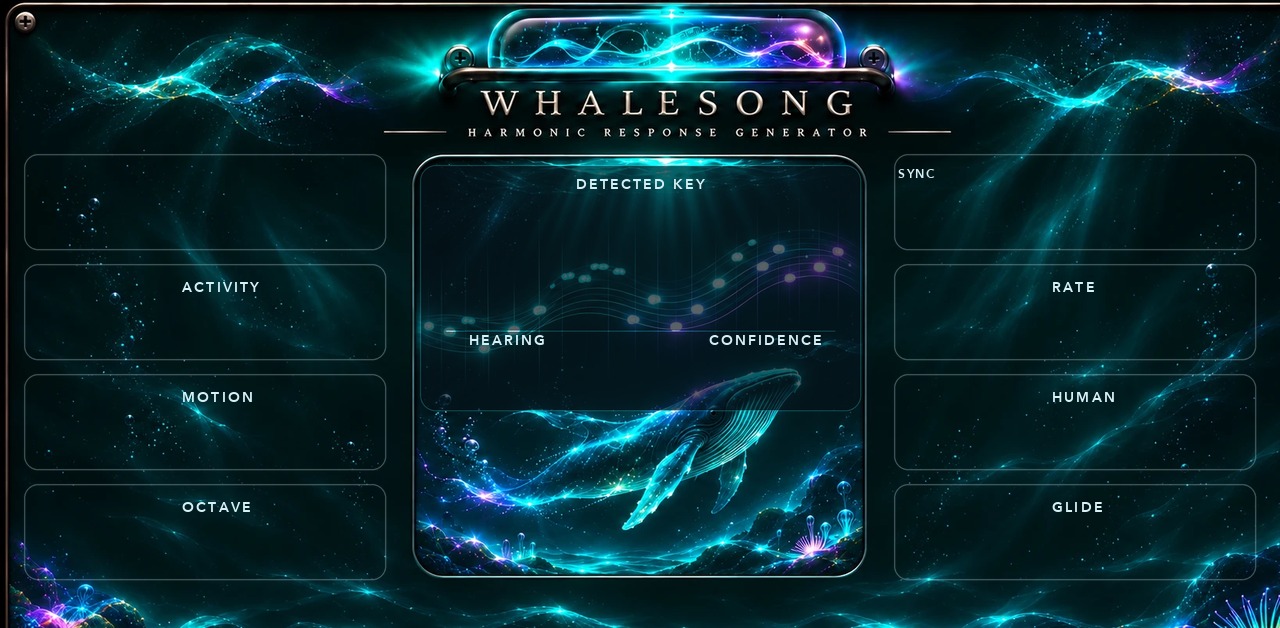 WHALESONG
HARMONIC RESPONSE GENERATOR
DETECTED KEY
SYNC
ACTIVITY
RATE
HEARING
CONFIDENCE
MOTION
HUMAN
OCTAVE
GLIDE